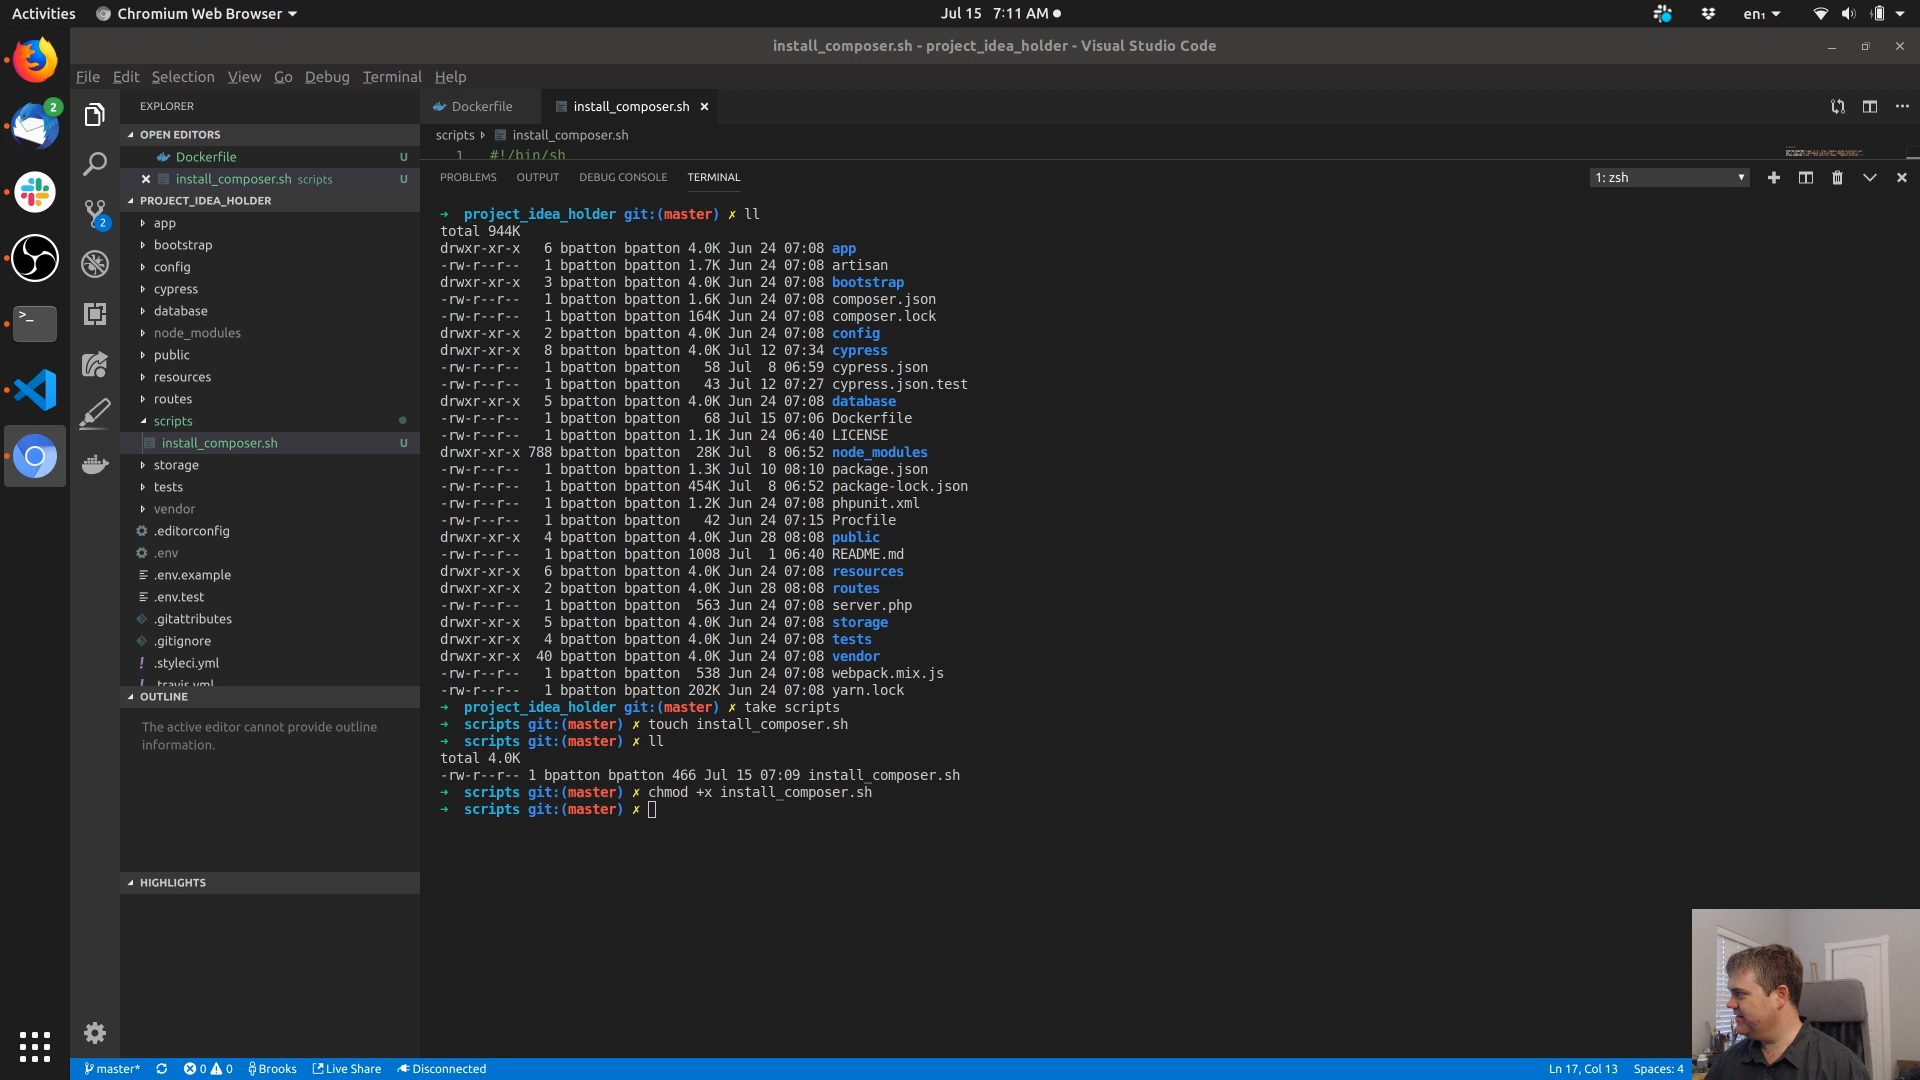 Activities Chromium Web Browser Jul 15 7:11 AM en₁
install_composer.sh - project_idea_holder - Visual Studio Code
File Edit Selection View Go Debug Terminal Help
2
EXPLORER
OPEN EDITORS
Dockerfile U
install_composer.sh scripts U
PROJECT_IDEA_HOLDER
app
bootstrap
config
cypress
database
node_modules
public
resources
routes
scripts
install_composer.sh U
storage
tests
vendor
.editorconfig
.env
.env.example
.env.test
.gitattributes
.gitignore
.styleci.yml
.travis.yml
OUTLINE
The active editor cannot provide outline
information.
HIGHLIGHTS
2
Dockerfile install_composer.sh
scripts install_composer.sh
1 #!/bin/sh
PROBLEMS OUTPUT DEBUG CONSOLE TERMINAL 1: zsh
➜ project_idea_holder git:(master) ✗ ll
total 944K
drwxr-xr-x 6 bpatton bpatton 4.0K Jun 24 07:08 app
-rw-r--r-- 1 bpatton bpatton 1.7K Jun 24 07:08 artisan
drwxr-xr-x 3 bpatton bpatton 4.0K Jun 24 07:08 bootstrap
-rw-r--r-- 1 bpatton bpatton 1.6K Jun 24 07:08 composer.json
-rw-r--r-- 1 bpatton bpatton 164K Jun 24 07:08 composer.lock
drwxr-xr-x 2 bpatton bpatton 4.0K Jun 24 07:08 config
drwxr-xr-x 8 bpatton bpatton 4.0K Jul 12 07:34 cypress
-rw-r--r-- 1 bpatton bpatton 58 Jul 8 06:59 cypress.json
-rw-r--r-- 1 bpatton bpatton 43 Jul 12 07:27 cypress.json.test
drwxr-xr-x 5 bpatton bpatton 4.0K Jun 24 07:08 database
-rw-r--r-- 1 bpatton bpatton 68 Jul 15 07:06 Dockerfile
-rw-r--r-- 1 bpatton bpatton 1.1K Jun 24 06:40 LICENSE
drwxr-xr-x 788 bpatton bpatton 28K Jul 8 06:52 node_modules
-rw-r--r-- 1 bpatton bpatton 1.3K Jul 10 08:10 package.json
-rw-r--r-- 1 bpatton bpatton 454K Jul 8 06:52 package-lock.json
-rw-r--r-- 1 bpatton bpatton 1.2K Jun 24 07:08 phpunit.xml
-rw-r--r-- 1 bpatton bpatton 42 Jun 24 07:15 Procfile
drwxr-xr-x 4 bpatton bpatton 4.0K Jun 28 08:08 public
-rw-r--r-- 1 bpatton bpatton 1008 Jul 1 06:40 README.md
drwxr-xr-x 6 bpatton bpatton 4.0K Jun 24 07:08 resources
drwxr-xr-x 2 bpatton bpatton 4.0K Jun 28 08:08 routes
-rw-r--r-- 1 bpatton bpatton 563 Jun 24 07:08 server.php
drwxr-xr-x 5 bpatton bpatton 4.0K Jun 24 07:08 storage
drwxr-xr-x 4 bpatton bpatton 4.0K Jun 24 07:08 tests
drwxr-xr-x 40 bpatton bpatton 4.0K Jun 24 07:08 vendor
-rw-r--r-- 1 bpatton bpatton 538 Jun 24 07:08 webpack.mix.js
-rw-r--r-- 1 bpatton bpatton 202K Jun 24 07:08 yarn.lock
➜ project_idea_holder git:(master) ✗ take scripts
➜ scripts git:(master) ✗ touch install_composer.sh
➜ scripts git:(master) ✗ ll
total 4.0K
-rw-r--r-- 1 bpatton bpatton 466 Jul 15 07:09 install_composer.sh
➜ scripts git:(master) ✗ chmod +x install_composer.sh
➜ scripts git:(master) ✗
master* 0 0 Brooks Live Share Disconnected Ln 17, Col 13 Spaces: 4